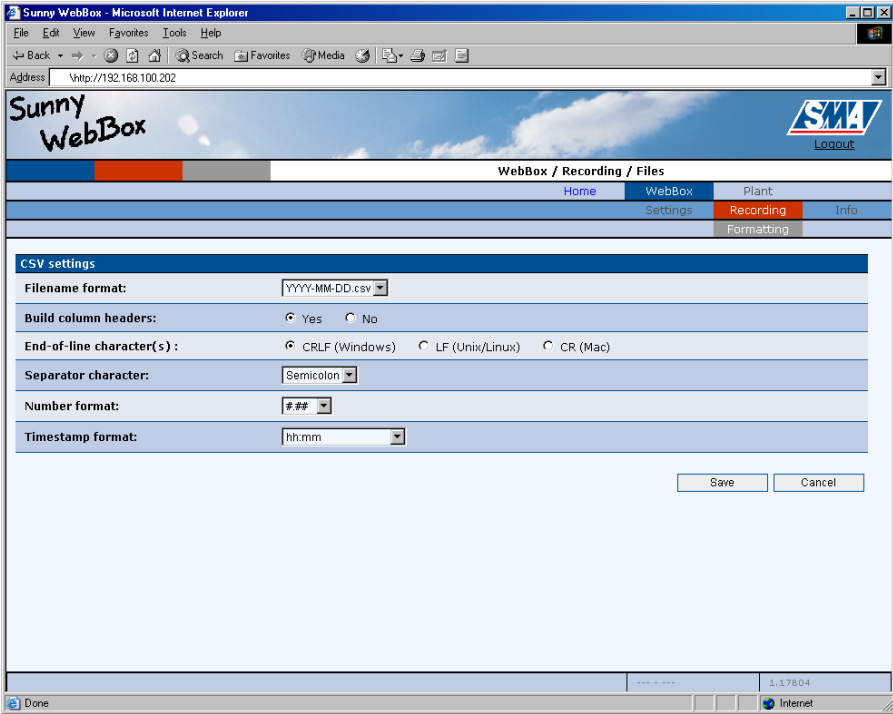 Sunny WebBox - Microsoft Internet Explorer
File Edit View Favorites Tools Help
Back Search Favorites Media
Address \http://192.168.100.202
Sunny
WebBox
SMA
Logout
WebBox / Recording / Files
Home WebBox Plant
Settings Recording Info
Formatting
CSV settings
Filename format: YYYY-MM-DD.csv
Build column headers: Yes No
End-of-line character(s) : CRLF (Windows) LF (Unix/Linux) CR (Mac)
Separator character: Semicolon
Number format: #.##
Timestamp format: hh:mm
Save Cancel
--- - --- 1.17B04
Done Internet